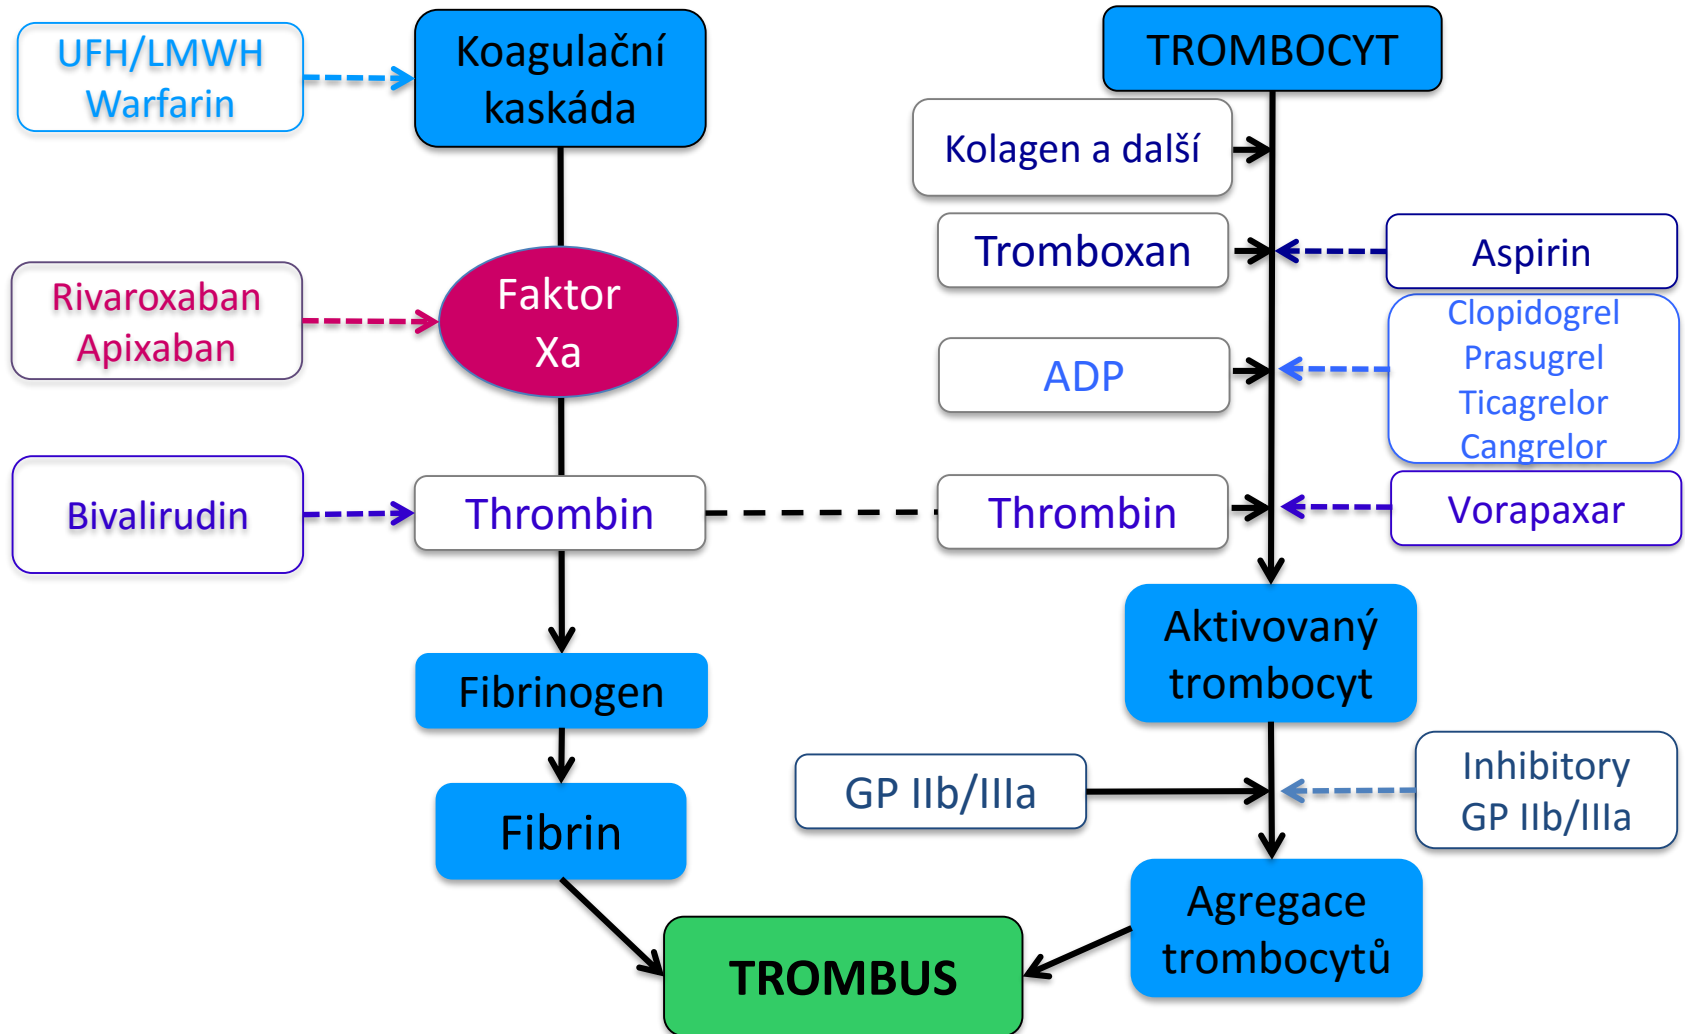 UFH/LMWH
Warfarin
Koagulační
kaskáda
TROMBOCYT
Kolagen a další
Tromboxan
Aspirin
Rivaroxaban
Apixaban
Faktor
Xa
ADP
Clopidogrel
Prasugrel
Ticagrelor
Cangrelor
Bivalirudin
Thrombin
Thrombin
Vorapaxar
Aktivovaný
trombocyt
Fibrinogen
GP IIb/IIIa
Inhibitory
GP IIb/IIIa
Fibrin
Agregace
trombocytů
TROMBUS